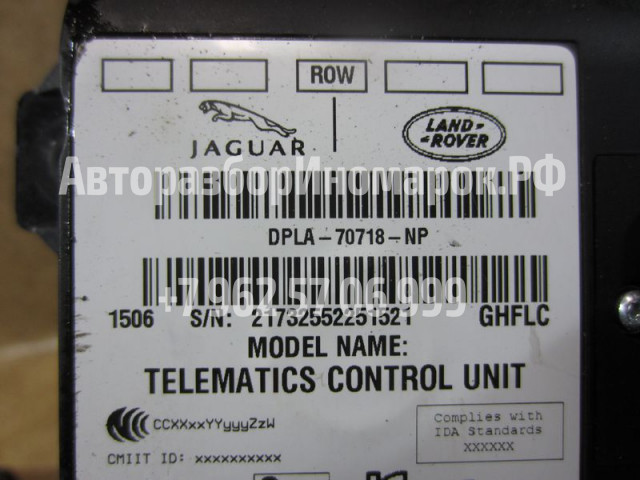 ROW
JAGUAR
LAND-
-ROVER
АвторазборИномарок.РФ
DPLA-70718-NP
+7 962 57 06 999
1506 S/N: 21732552251521 GHFLC
MODEL NAME:
TELEMATICS CONTROL UNIT
CCXXxxYYyyyZzW
Complies with
IDA Standards
xxxxxx
CMIIT ID: xxxxxxxxxx